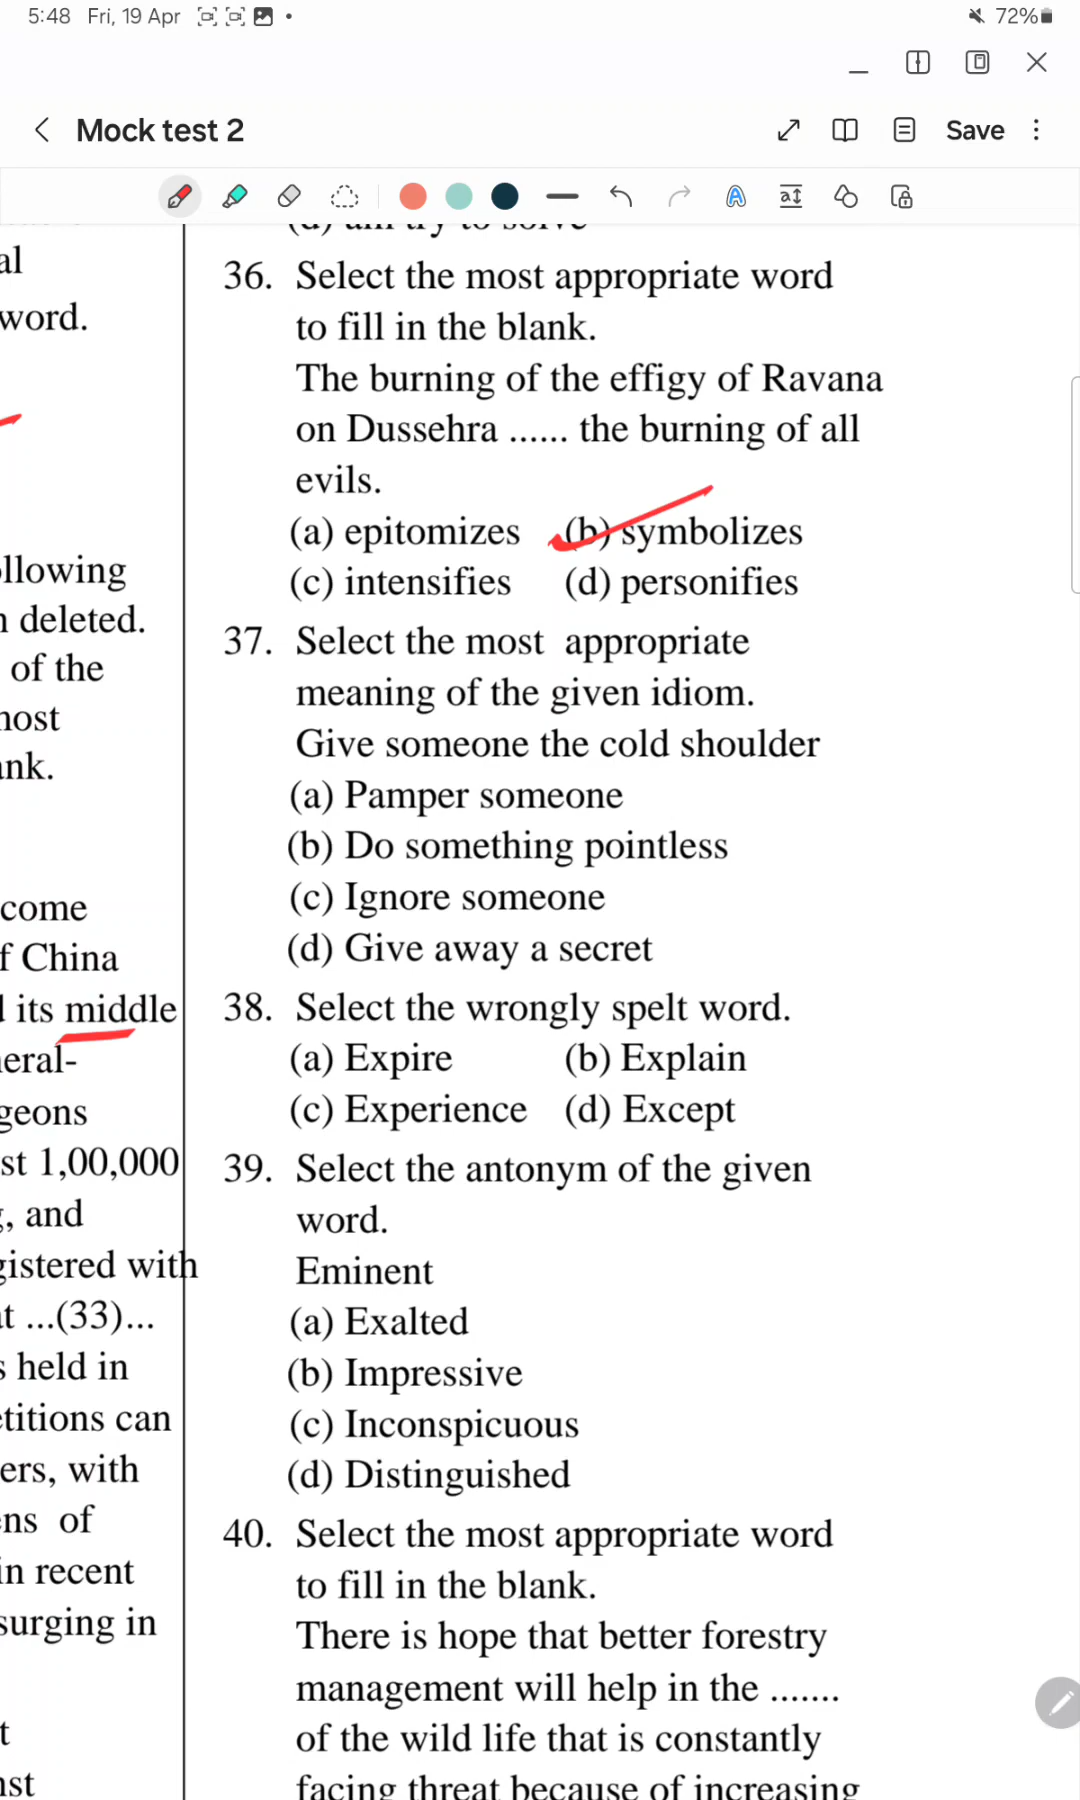 5:48 Fri, 19 Apr
72%
Mock test 2
Save
al
word.
llowing
deleted.
of the
ank.
come
f China
its middle
eral-
geons
st 1,00,000
, and
gistered with
at ...(33)...
s held in
etitions can
ers, with
ens of
in recent
surging in
t
36. Select the most appropriate word
to fill in the blank.
The burning of the effigy of Ravana
on Dussehra ...... the burning of all
evils.
(a) epitomizes (b) symbolizes
(c) intensifies (d) personifies
37. Select the most appropriate
meaning of the given idiom.
Give someone the cold shoulder
(a) Pamper someone
(b) Do something pointless
(c) Ignore someone
(d) Give away a secret
38. Select the wrongly spelt word.
(a) Expire (b) Explain
(c) Experience (d) Except
39. Select the antonym of the given
word.
Eminent
(a) Exalted
(b) Impressive
(c) Inconspicuous
(d) Distinguished
40. Select the most appropriate word
to fill in the blank.
There is hope that better forestry
management will help in the .......
of the wild life that is constantly
facing threat because of increasing